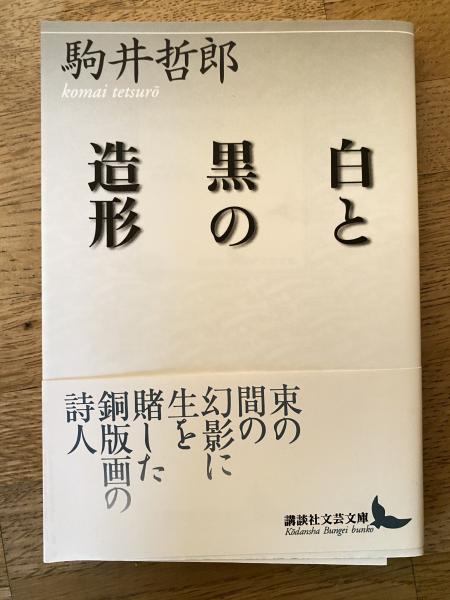 駒井哲郎
komai tetsurō
白と
黒の
造形
束の
間の
幻影に
生を
賭した
銅版画の
詩人
講談社文芸文庫
Kōdansha Bungei bunko